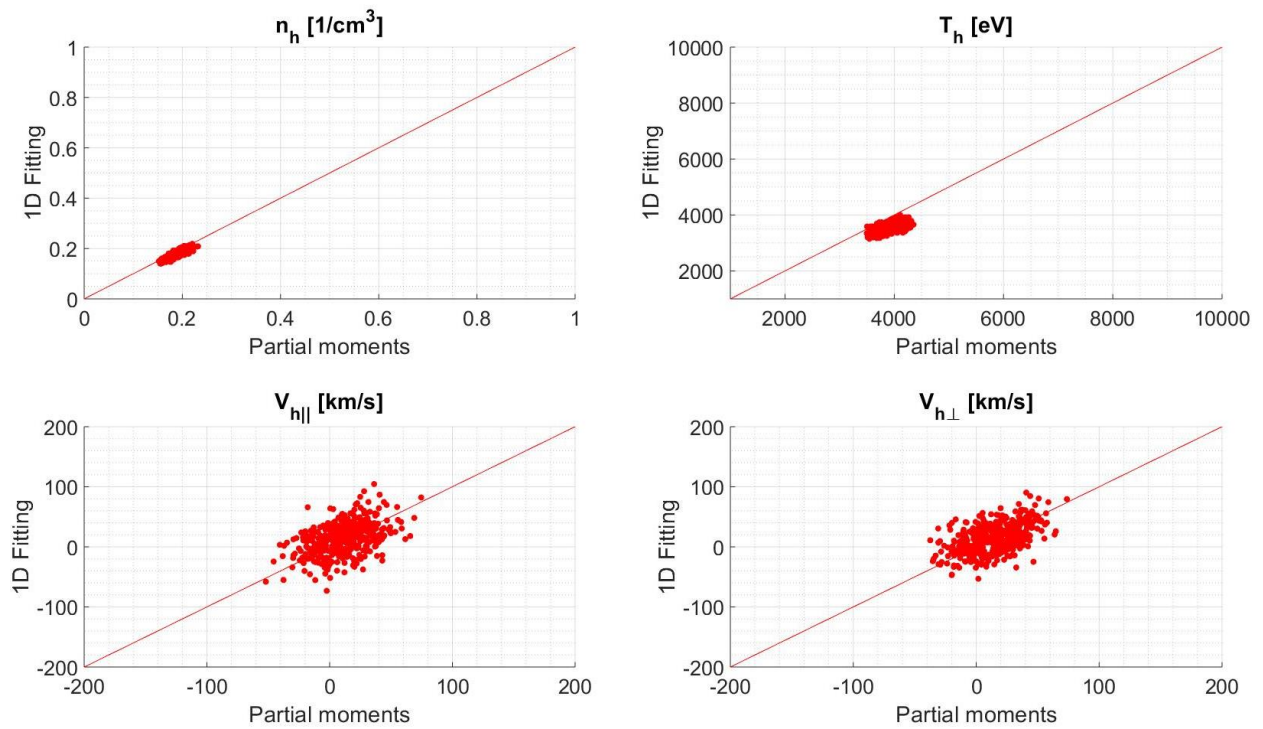 n_h [1/cm^3]
1D Fitting
1
0.8
0.6
0.4
0.2
0
0 0.2 0.4 0.6 0.8 1
Partial moments
T_h [eV]
1D Fitting
10000
8000
6000
4000
2000
2000 4000 6000 8000 10000
Partial moments
V_h|| [km/s]
1D Fitting
200
100
0
-100
-200
-200 -100 0 100 200
Partial moments
V_h⊥ [km/s]
1D Fitting
200
100
0
-100
-200
-200 -100 0 100 200
Partial moments